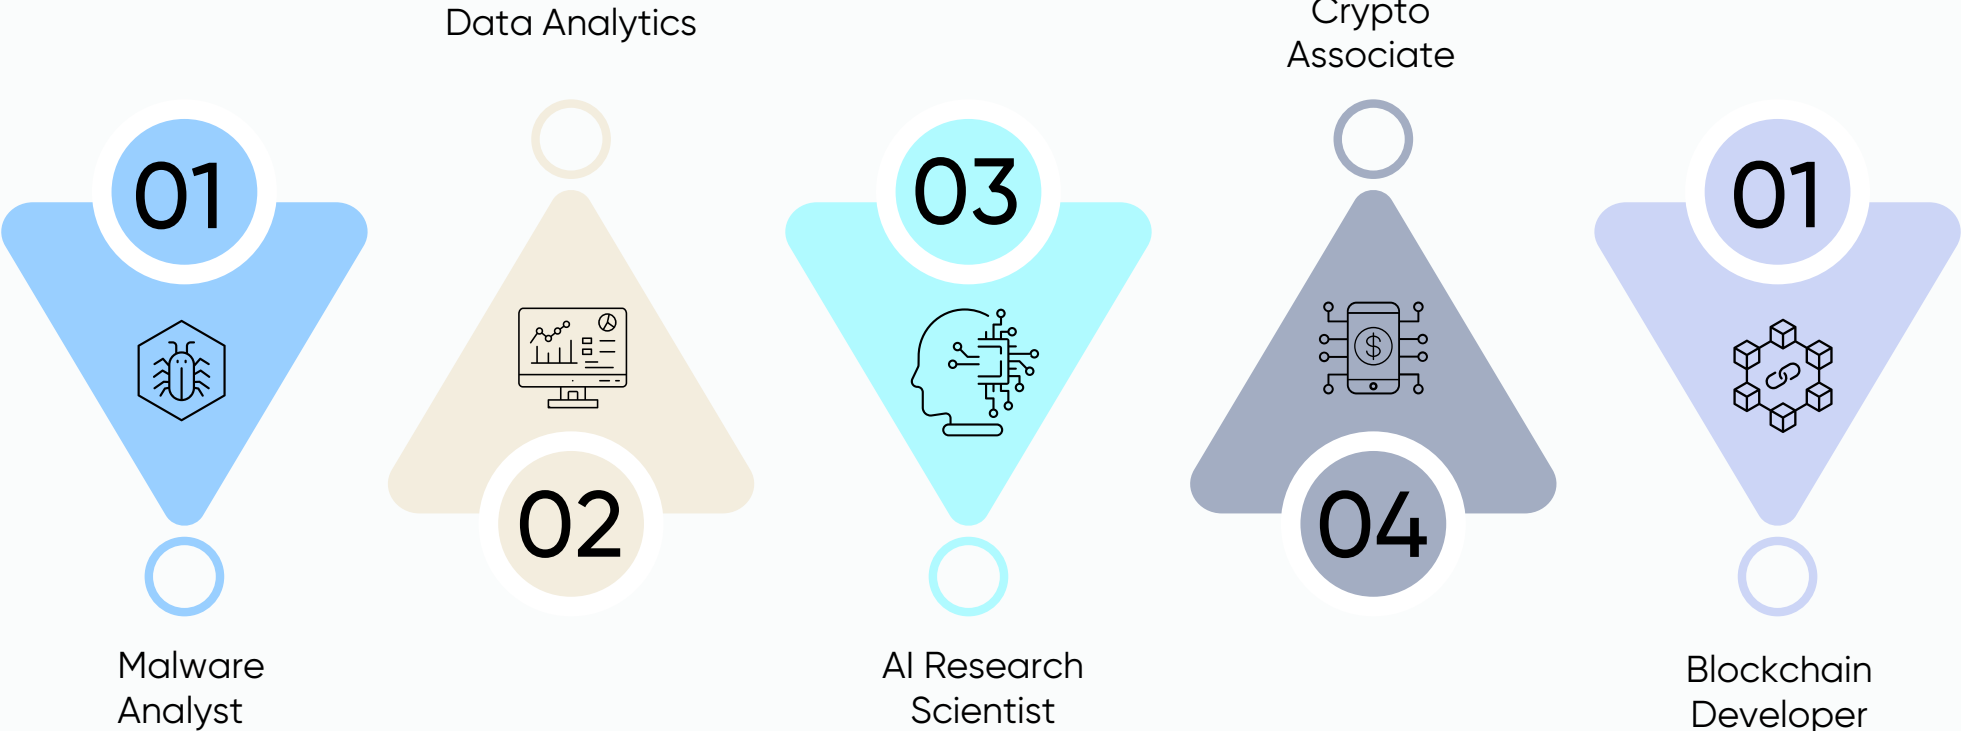 Data Analytics
Crypto
Associate
01
02
03
04
01
$
Malware
Analyst
AI Research
Scientist
Blockchain
Developer